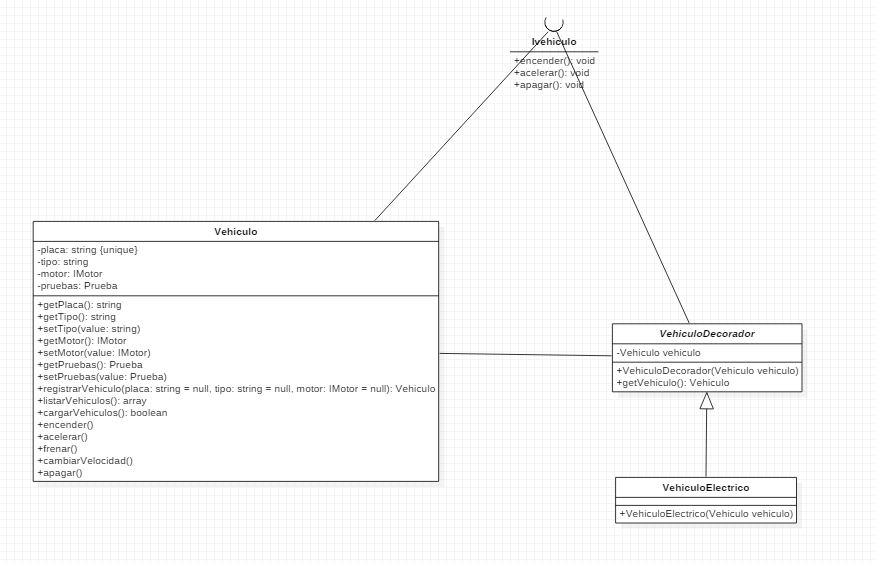 Ivehiculo
+encender(): void
+acelerar(): void
+apagar(): void
Vehiculo
-placa: string {unique}
-tipo: string
-motor: IMotor
-pruebas: Prueba
+getPlaca(): string
+getTipo(): string
+setTipo(value: string)
+getMotor(): IMotor
+setMotor(value: IMotor)
+getPruebas(): Prueba
+setPruebas(value: Prueba)
+registrarVehiculo(placa: string = null, tipo: string = null, motor: IMotor = null): Vehiculo
+listarVehiculos(): array
+cargarVehiculos(): boolean
+encender()
+acelerar()
+frenar()
+cambiarVelocidad()
+apagar()
VehiculoDecorador
-Vehiculo vehiculo
+VehiculoDecorador(Vehiculo vehiculo)
+getVehiculo(): Vehiculo
VehiculoElectrico
+VehiculoElectrico(Vehiculo vehiculo)